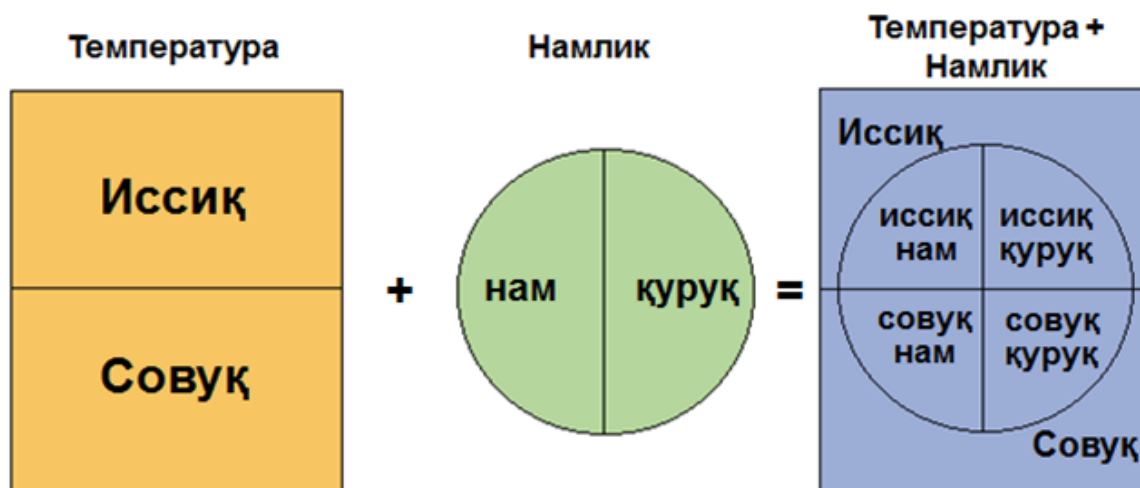 Температура
Намлик
Температура +
Намлик
Иссиқ
Совуқ
+
нам
қуруқ
=
Иссиқ
иссиқ
нам
иссиқ
қуруқ
совуқ
нам
совуқ
қуруқ
Совуқ